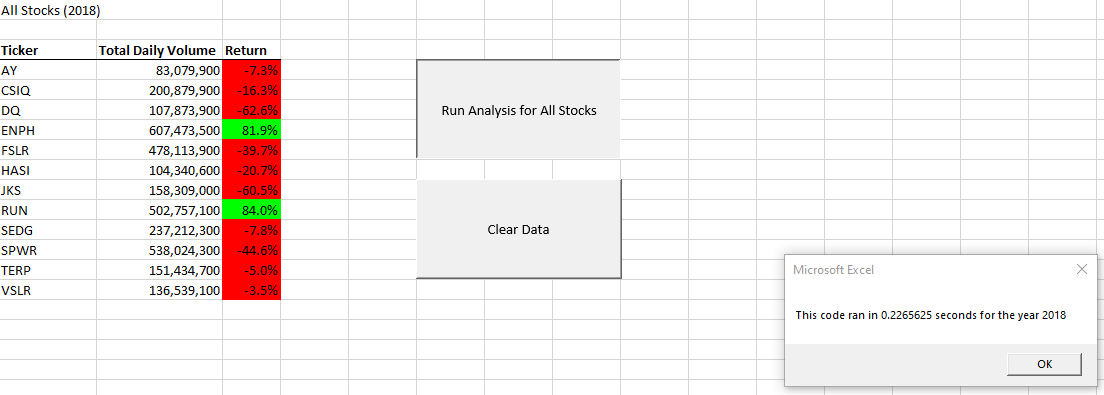 All Stocks (2018)
Ticker Total Daily Volume Return
AY 83,079,900 -7.3%
CSIQ 200,879,900 -16.3%
DQ 107,873,900 -62.6%
ENPH 607,473,500 81.9%
FSLR 478,113,900 -39.7%
HASI 104,340,600 -20.7%
JKS 158,309,000 -60.5%
RUN 502,757,100 84.0%
SEDG 237,212,300 -7.8%
SPWR 538,024,300 -44.6%
TERP 151,434,700 -5.0%
VSLR 136,539,100 -3.5%
Run Analysis for All Stocks
Clear Data
Microsoft Excel
This code ran in 0.2265625 seconds for the year 2018
OK